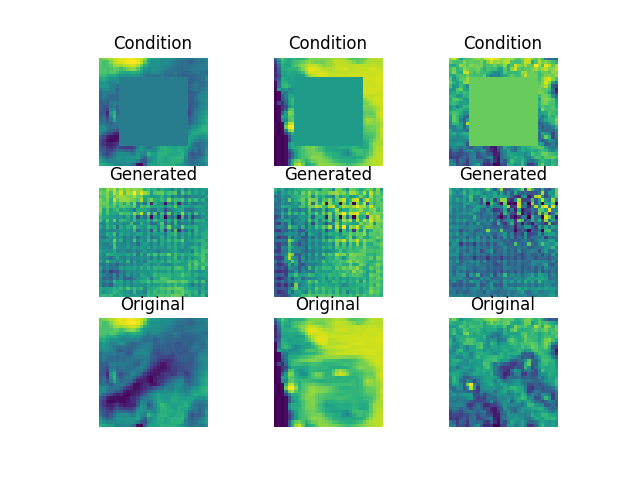 Condition Condition Condition
Generated Generated Generated
Original Original Original